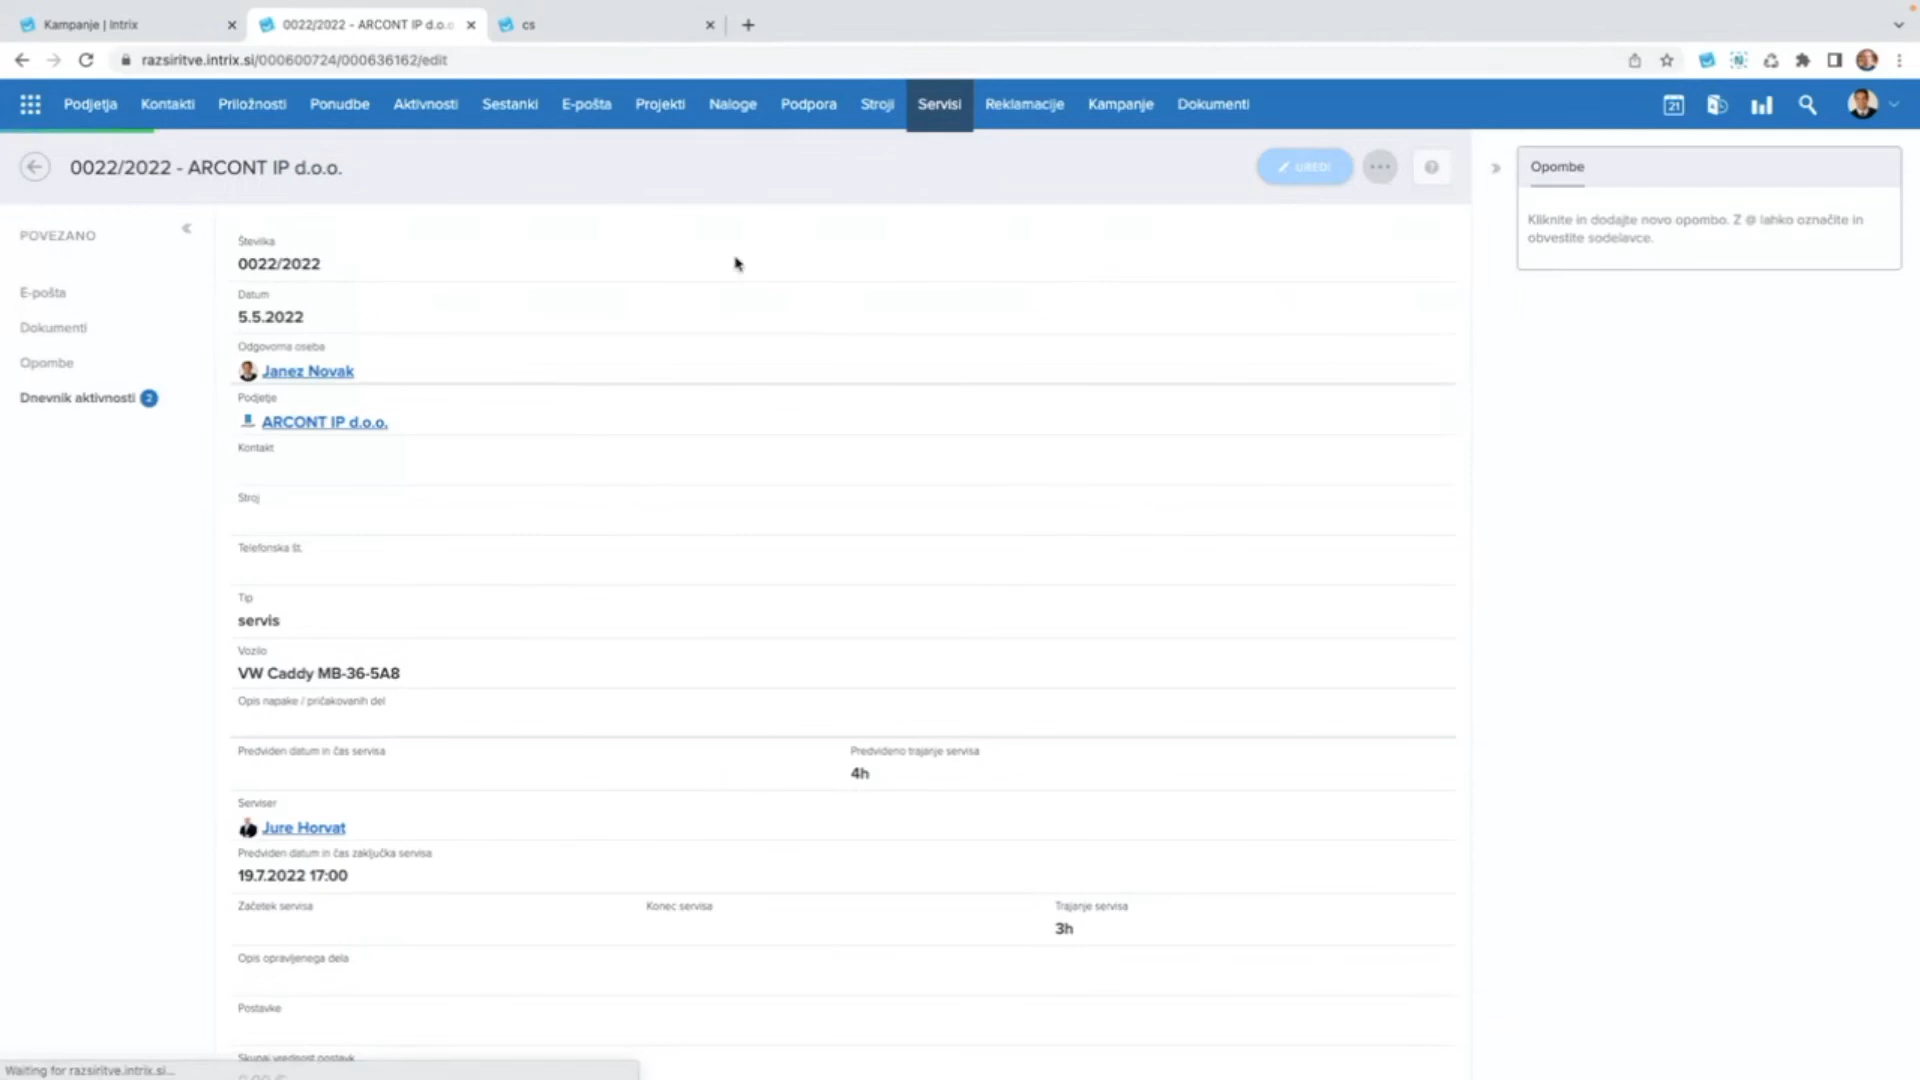 Kampanje | Intrix
0022/2022 - ARCONT IP d.o.o
cs
razsiritve.intrix.si/000600724/000636162/edit
Podjetja Kontakti Priložnosti Ponudbe Aktivnosti Sestanki E-pošta Projekti Naloge Podpora Stroji Servisi Reklamacije Kampanje Dokumenti
21
0022/2022 - ARCONT IP d.o.o.
UREDI
Opombe
Kliknite in dodajte novo opombo. Z @ lahko označite in
obvestite sodelavce.
POVEZANO
E-pošta
Dokumenti
Opombe
Dnevnik aktivnosti 2
Številka
0022/2022
Datum
5.5.2022
Odgovorna oseba
Janez Novak
Podjetje
ARCONT IP d.o.o.
Kontakt
Stroj
Telefonska št.
Tip
servis
Vozilo
VW Caddy MB-36-5A8
Opis napake / pričakovanih del
Predviden datum in čas servisa
Predvideno trajanje servisa
4h
Serviser
Jure Horvat
Predviden datum in čas zaključka servisa
19.7.2022 17:00
Začetek servisa
Konec servisa
Trajanje servisa
3h
Opis opravljenega dela
Postavke
Skupaj vrednost postavk
Waiting for razsiritve.intrix.si...